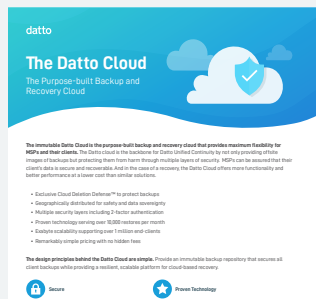 datto
The Datto Cloud
The Purpose-built Backup and
Recovery Cloud
The immutable Datto Cloud is the purpose-built backup and recovery cloud that provides maximum flexibility for
MSPs and their clients. The Datto cloud is the backbone for Datto Unified Continuity by not only providing offsite
images of backups but protecting them from harm through multiple layers of security. MSPs can be assured that their
client's data is secure and recoverable. And in the case of a recovery, the Datto Cloud offers more functionality and
better performance at a lower cost than similar solutions.
• Exclusive Cloud Deletion Defense™ to protect backups
• Geographically distributed for safety and data sovereignty
• Multiple security layers including 2-factor authentication
• Proven technology serving over 10,000 restores per month
• Exabyte scalability supporting over 1 million end-clients
• Remarkably simple pricing with no hidden fees
The design principles behind the Datto Cloud are simple. Provide an immutable backup repository that secures all
client backups while providing a resilient, scalable platform for cloud-based recovery.
Secure
Proven Technology